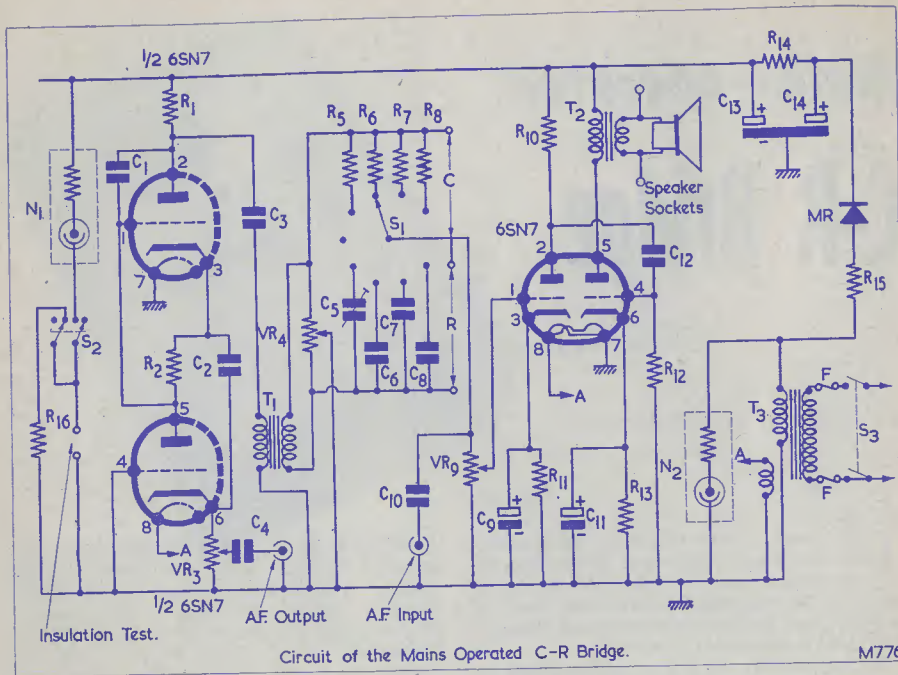 1/2 6SN7
R1
C1
2
1
7
3
N1
C3
S2
R2
C2
R16
5
4
8
6
A
VR3
C4
1/2 6SN7
Insulation Test.
A.F. Output
T1
R5
R6
R7
R8
C
R
S1
C5
C7
C6
C8
VR4
C10
VR9
A.F. Input
R10
T2
Speaker
Sockets
6SN7
2
5
1
4
3
6
8
7
A
C12
R12
C9
R11
C11
R13
R14
C13
C14
+
+
-
+
-
+
-
MR
R15
T3
N2
A
F
F
S3
Circuit of the Mains Operated C-R Bridge.
M776